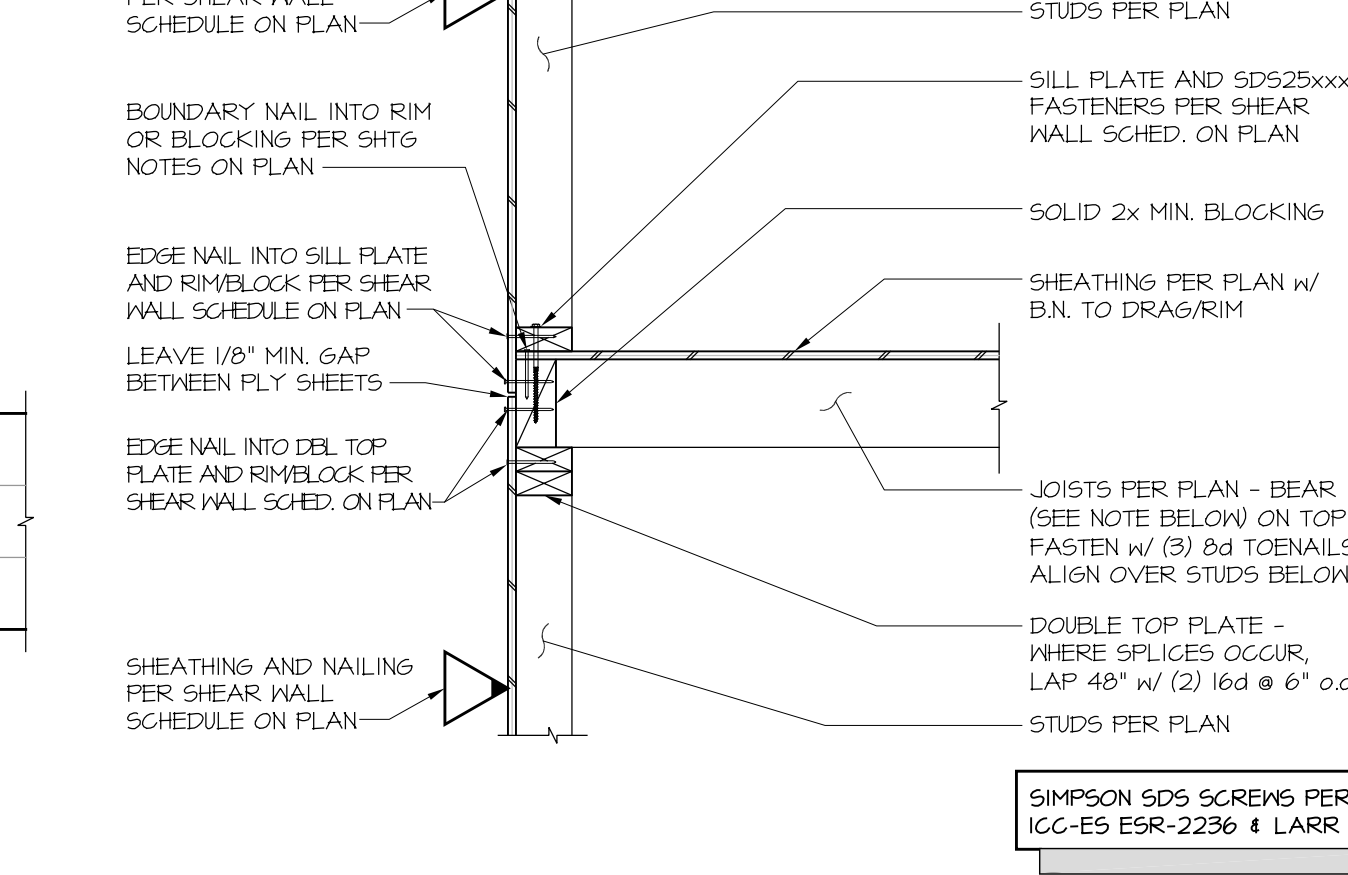 PER SHEAR WALL
SCHEDULE ON PLAN
BOUNDARY NAIL INTO RIM
OR BLOCKING PER SHTG
NOTES ON PLAN
EDGE NAIL INTO SILL PLATE
AND RIM/BLOCK PER SHEAR
WALL SCHEDULE ON PLAN
LEAVE 1/8" MIN. GAP
BETWEEN PLY SHEETS
EDGE NAIL INTO DBL TOP
PLATE AND RIM/BLOCK PER
SHEAR WALL SCHED. ON PLAN
SHEATHING AND NAILING
PER SHEAR WALL
SCHEDULE ON PLAN
STUDS PER PLAN
SILL PLATE AND SDS25xxx
FASTENERS PER SHEAR
WALL SCHED. ON PLAN
SOLID 2x MIN. BLOCKING
SHEATHING PER PLAN w/
B.N. TO DRAG/RIM
JOISTS PER PLAN - BEAR
(SEE NOTE BELOW) ON TOP
FASTEN w/ (3) 8d TOENAILS
ALIGN OVER STUDS BELOW
DOUBLE TOP PLATE -
WHERE SPLICES OCCUR,
LAP 48" w/ (2) 16d @ 6" o.c
STUDS PER PLAN
SIMPSON SDS SCREWS PER
ICC-ES ESR-2236 & LARR